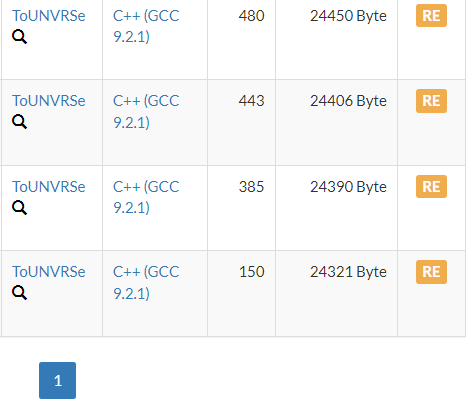 ToUNVRSe C++ (GCC 480 24450 Byte RE
9.2.1)
ToUNVRSe C++ (GCC 443 24406 Byte RE
9.2.1)
ToUNVRSe C++ (GCC 385 24390 Byte RE
9.2.1)
ToUNVRSe C++ (GCC 150 24321 Byte RE
9.2.1)
1